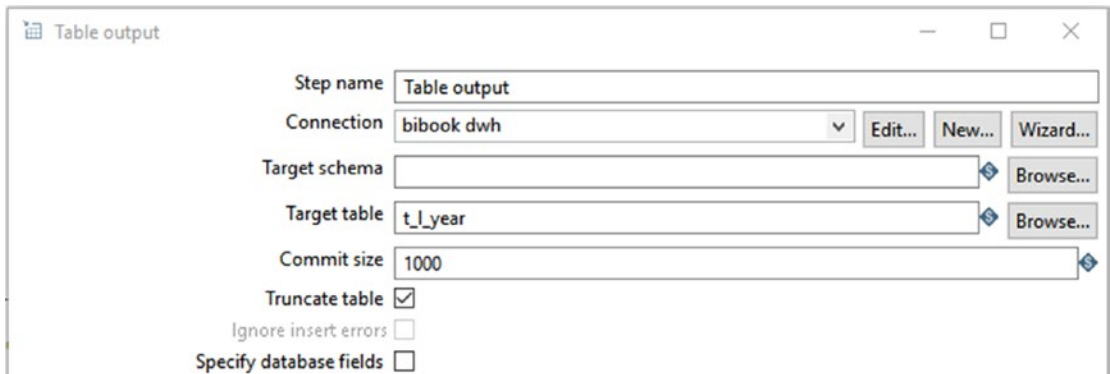 Table output
Step name Table output
Connection bibook dwh Edit... New... Wizard...
Target schema Browse...
Target table t_l_year Browse...
Commit size 1000
Truncate table
Ignore insert errors
Specify database fields